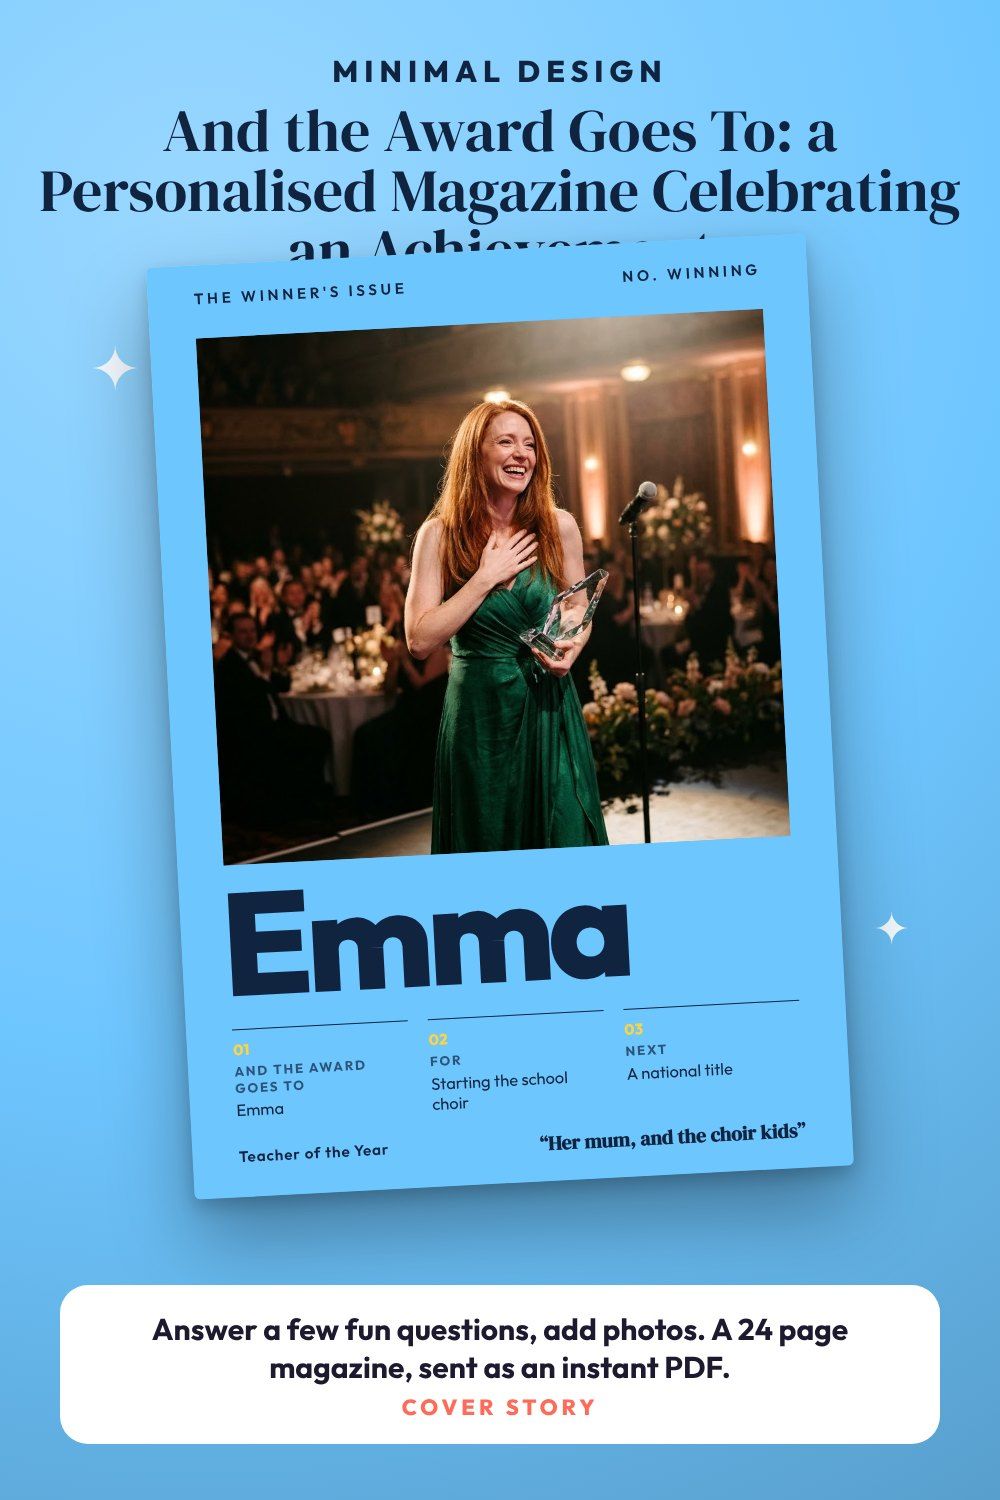 MINIMAL DESIGN
And the Award Goes To: a
Personalised Magazine Celebrating
an
THE WINNER'S ISSUE
NO. WINNING
Emma
01
AND THE AWARD
GOES TO
Emma
02
FOR
Starting the school
choir
03
NEXT
A national title
Teacher of the Year
“Her mum, and the choir kids”
Answer a few fun questions, add photos. A 24 page
magazine, sent as an instant PDF.
COVER STORY